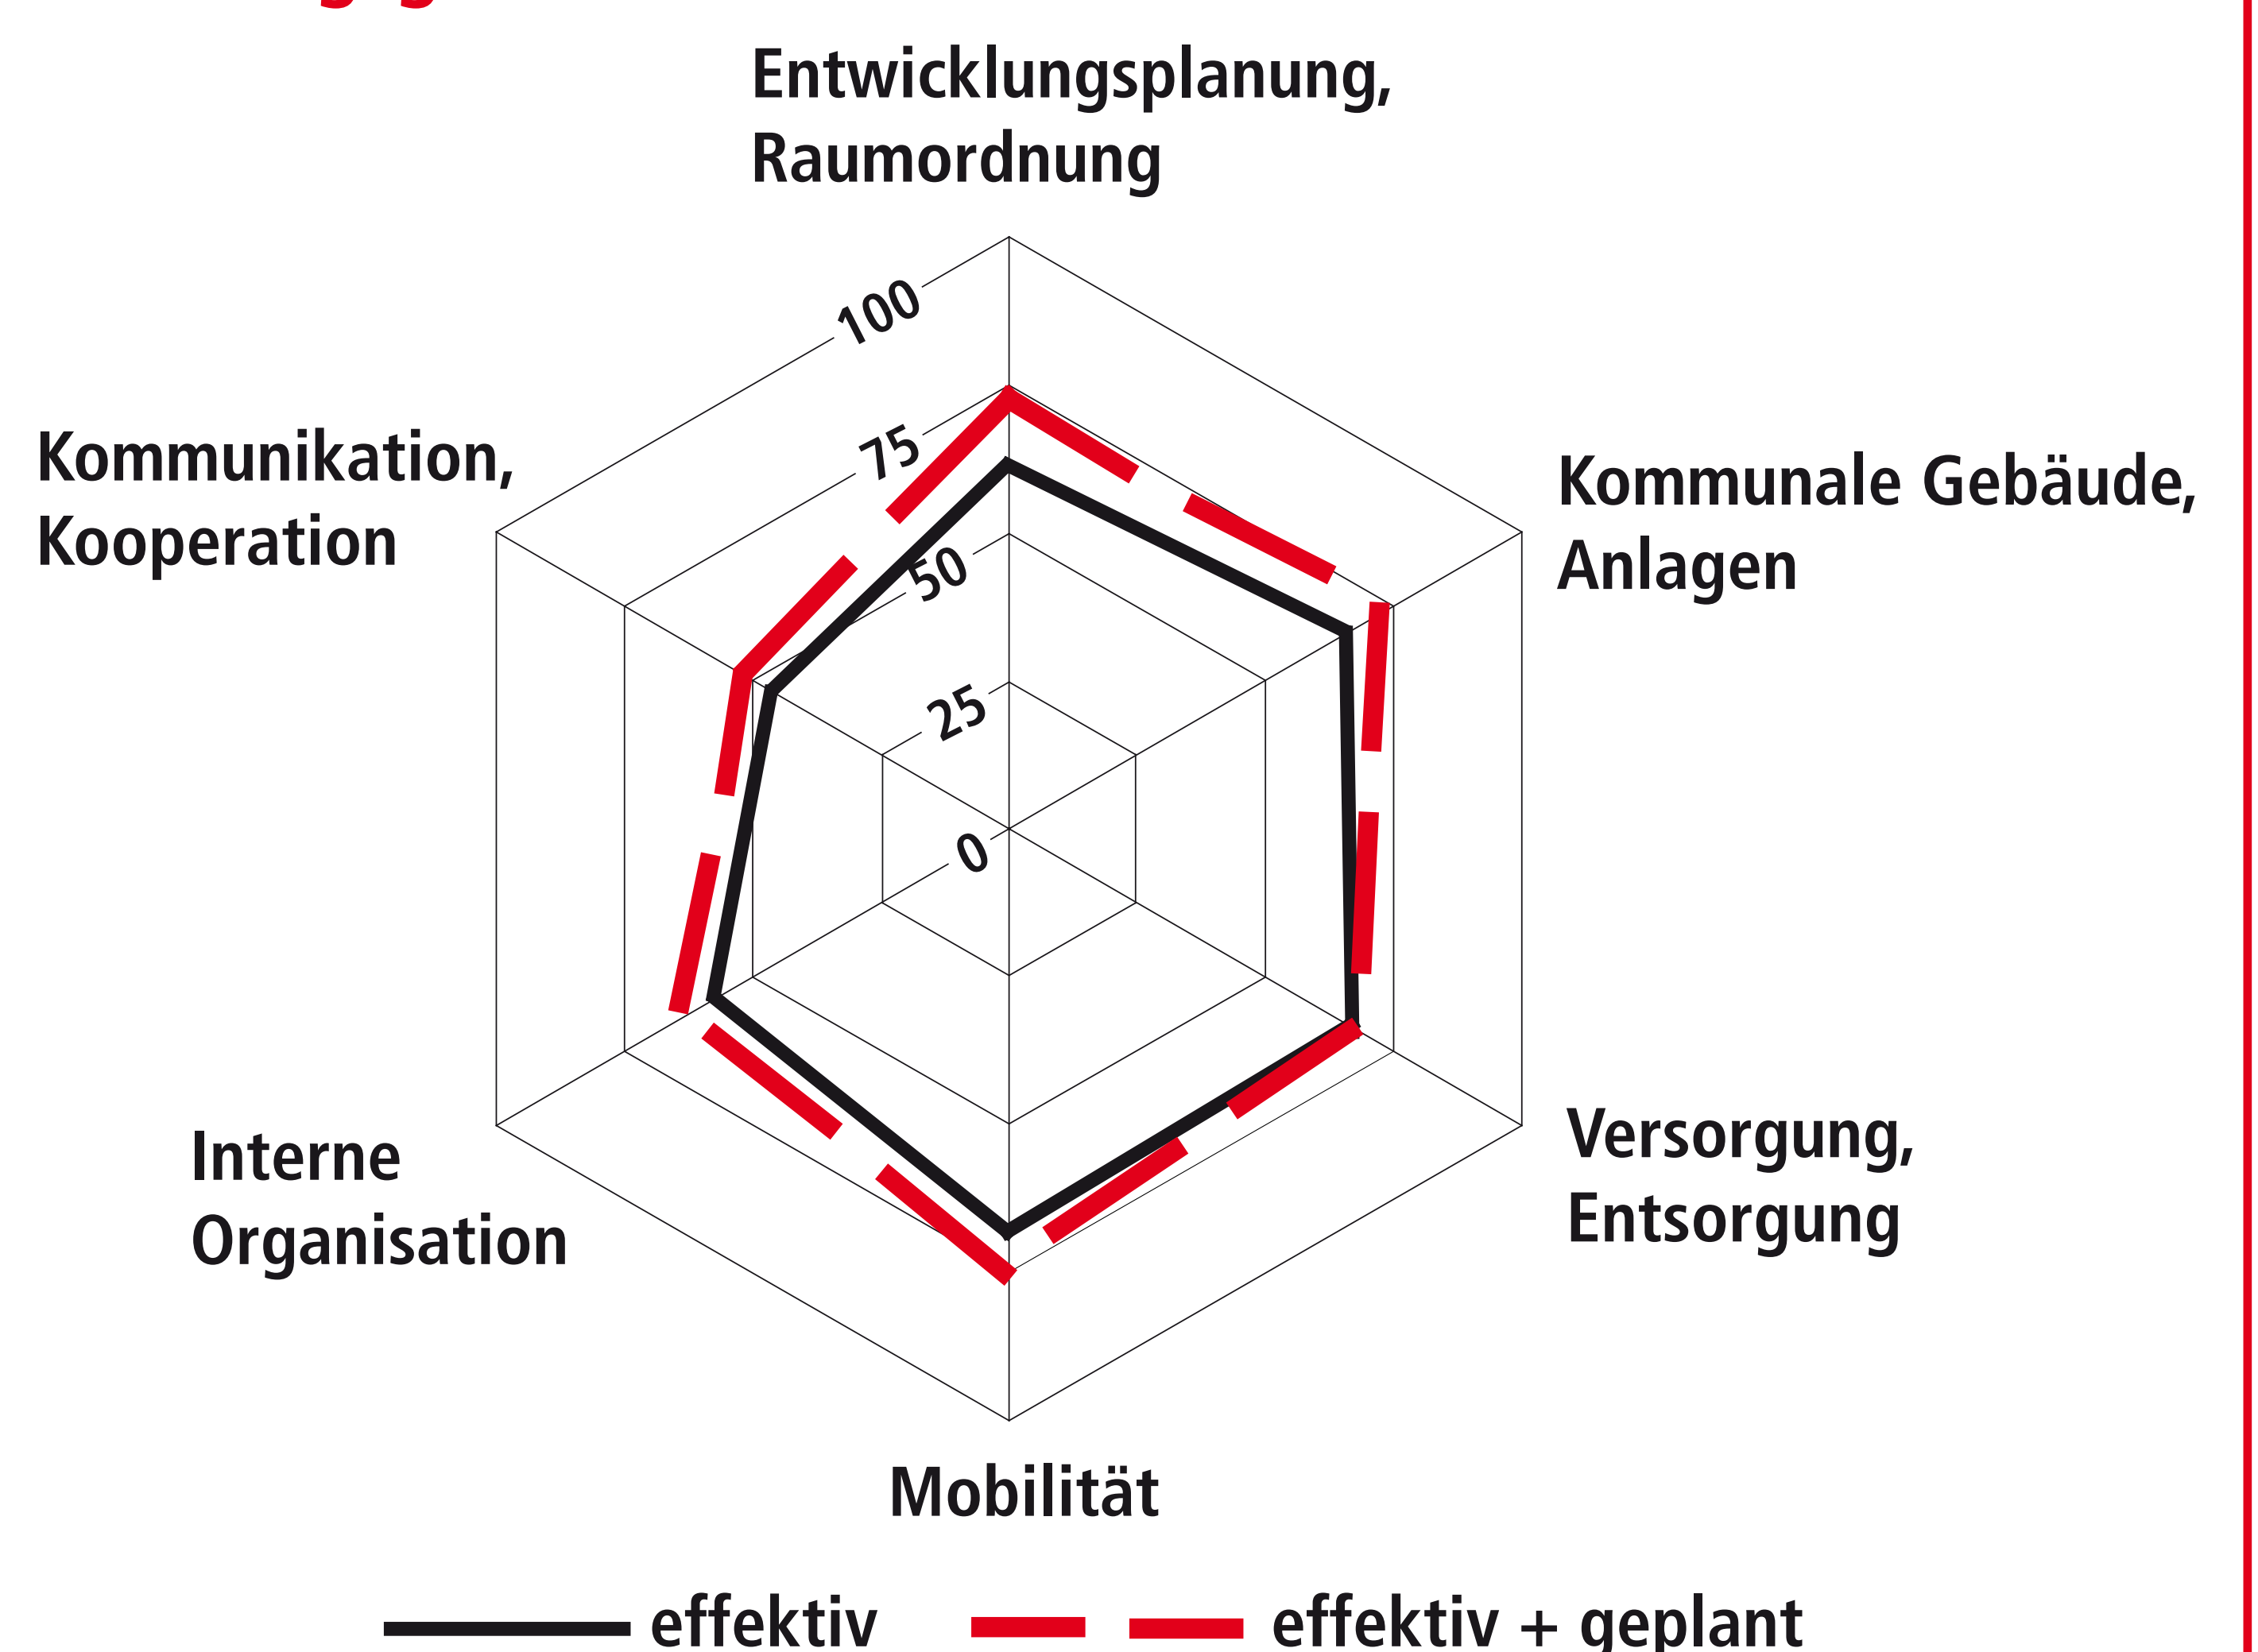 Entwicklungsplanung,
Raumordnung
100
75
50
25
0
Kommunikation,
Kooperation
Kommunale Gebäude,
Anlagen
Interne
Organisation
Versorgung,
Entsorgung
Mobilität
effektiv
effektiv + geplant